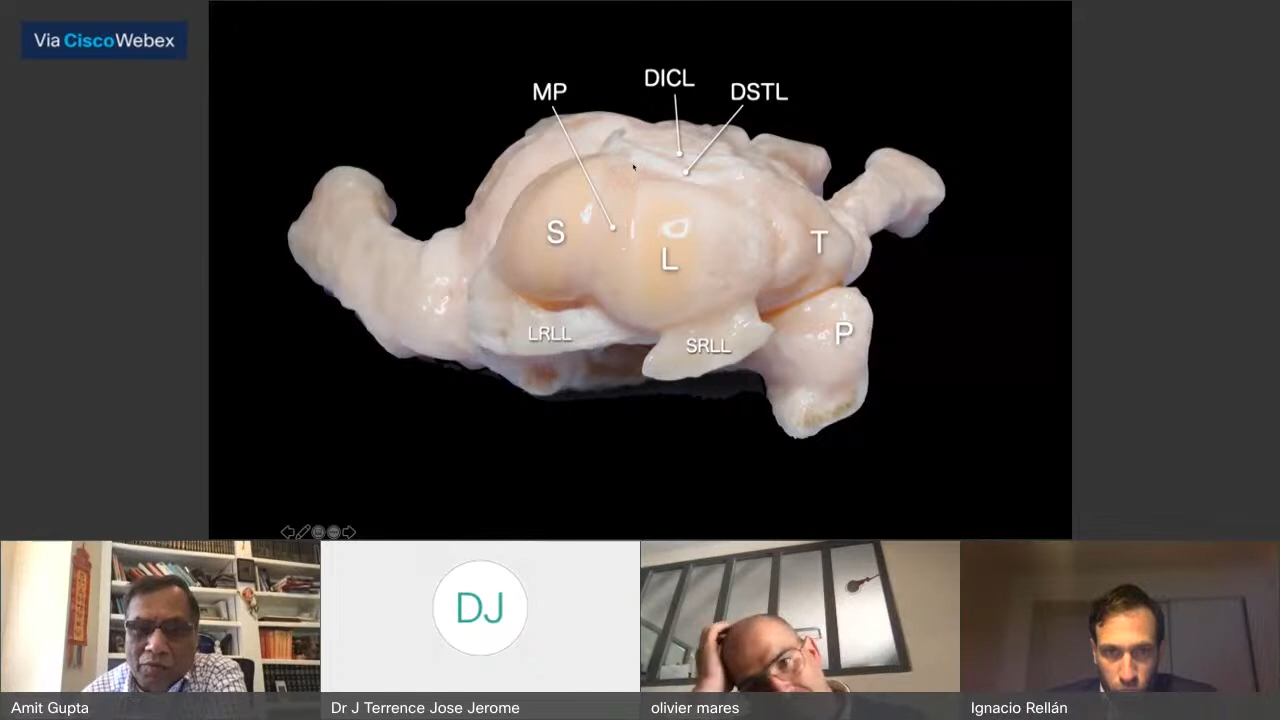 Via CiscoWebex
MP
DICL
DSTL
S
L
T
LRLL
SRLL
P
DJ
Amit Gupta
Dr J Terrence Jose Jerome
olivier mares
Ignacio Rellán